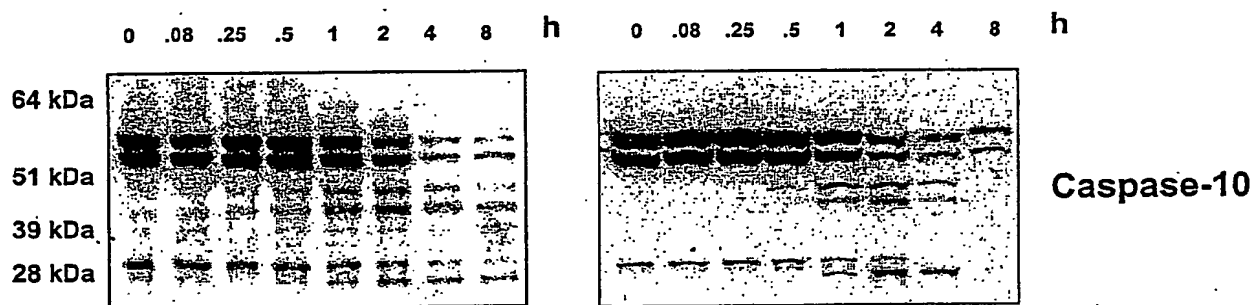 0 .08 .25 .5 1 2 4 8 h 0 .08 .25 .5 1 2 4 8 h
64 kDa
51 kDa
Caspase-10
39 kDa
28 kDa